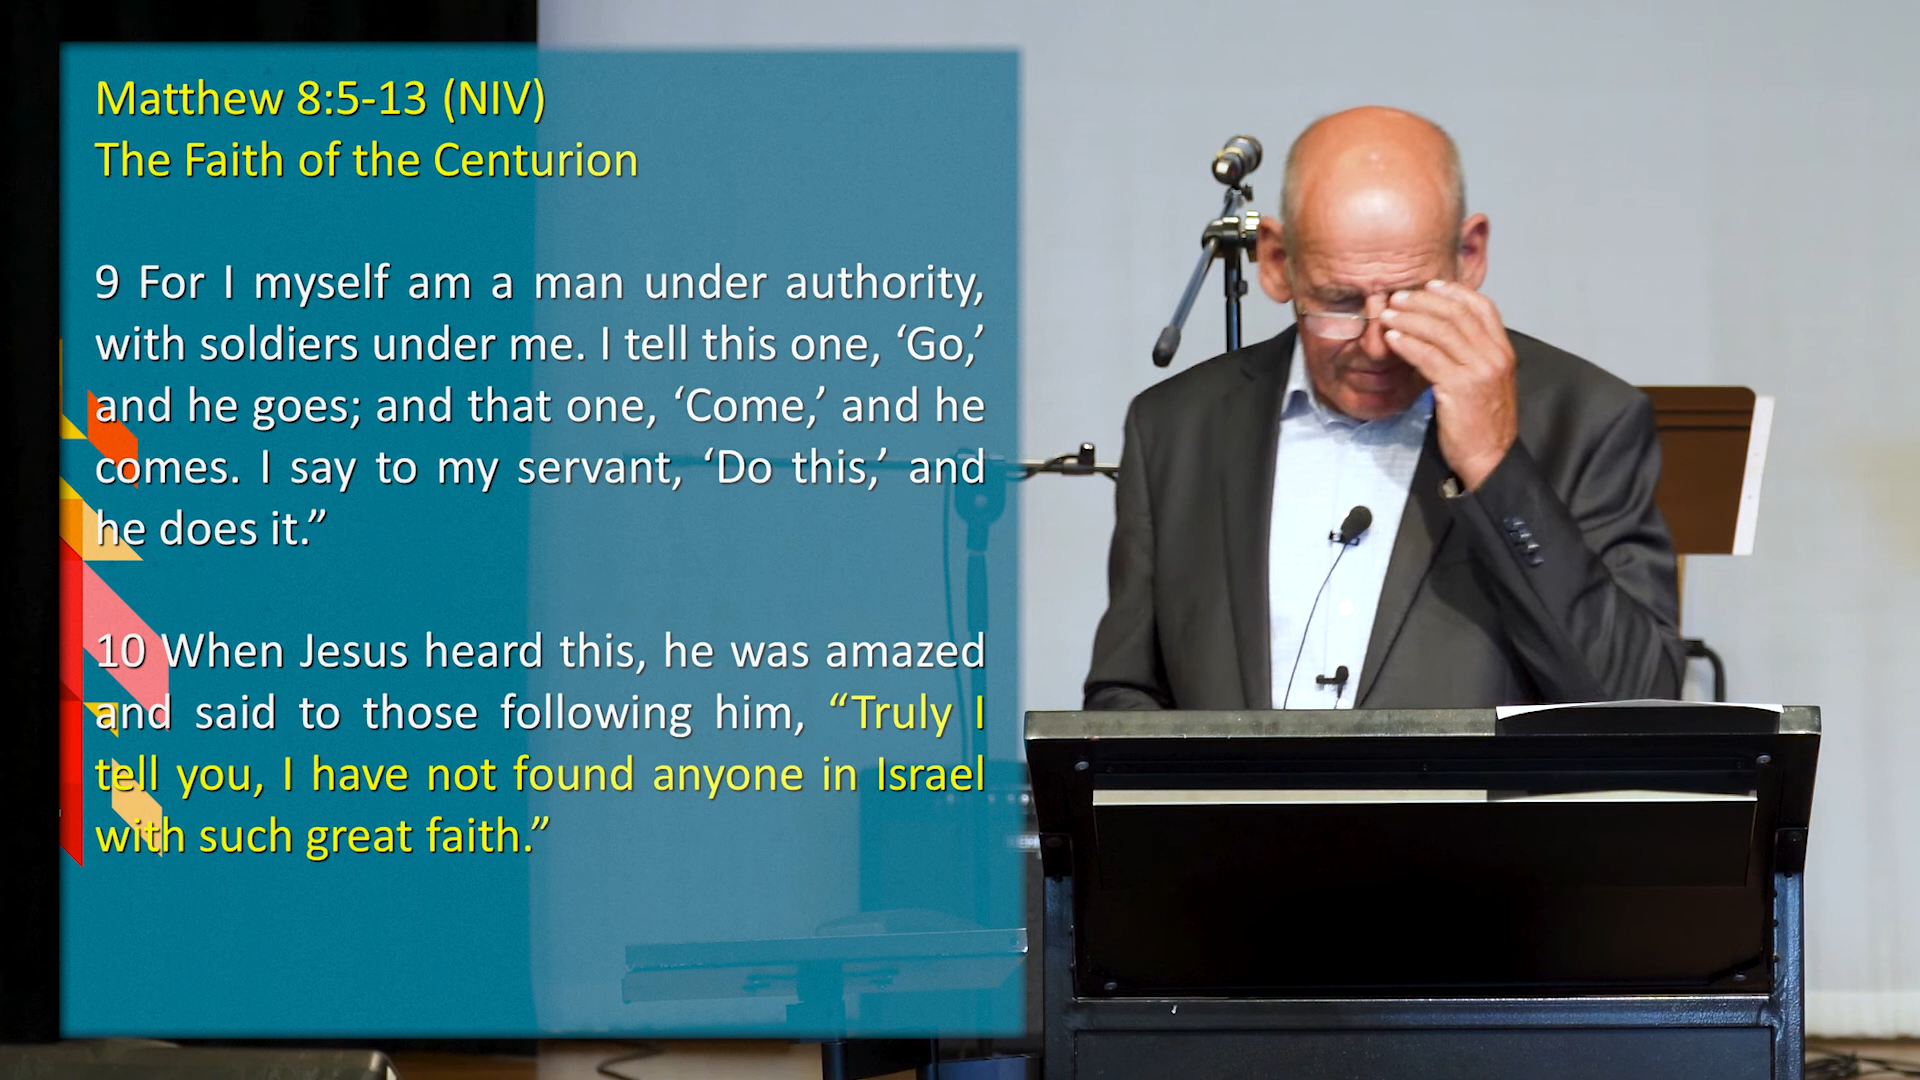 Matthew 8:5-13 (NIV)
The Faith of the Centurion
9 For I myself am a man under authority,
with soldiers under me. I tell this one, ‘Go,’
and he goes; and that one, ‘Come,’ and he
comes. I say to my servant, ‘Do this,’ and
he does it.”
10 When Jesus heard this, he was amazed
and said to those following him, “Truly I
tell you, I have not found anyone in Israel
with such great faith.”